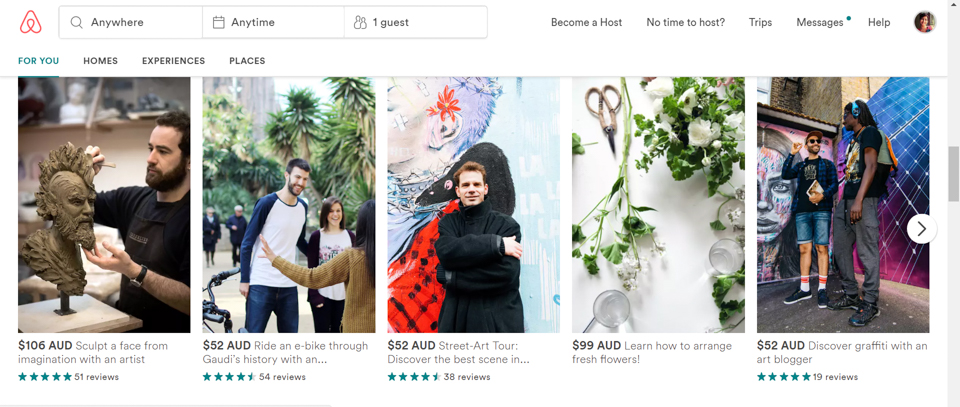 Anywhere
Anytime
1 guest
Become a Host
No time to host?
Trips
Messages
Help
FOR YOU
HOMES
EXPERIENCES
PLACES
$106 AUD Sculpt a face from
imagination with an artist
51 reviews
$52 AUD Ride an e-bike through
Gaudí's history with an...
54 reviews
$52 AUD Street-Art Tour:
Discover the best scene in...
38 reviews
$99 AUD Learn how to arrange
fresh flowers!
$52 AUD Discover graffiti with an
art blogger
19 reviews